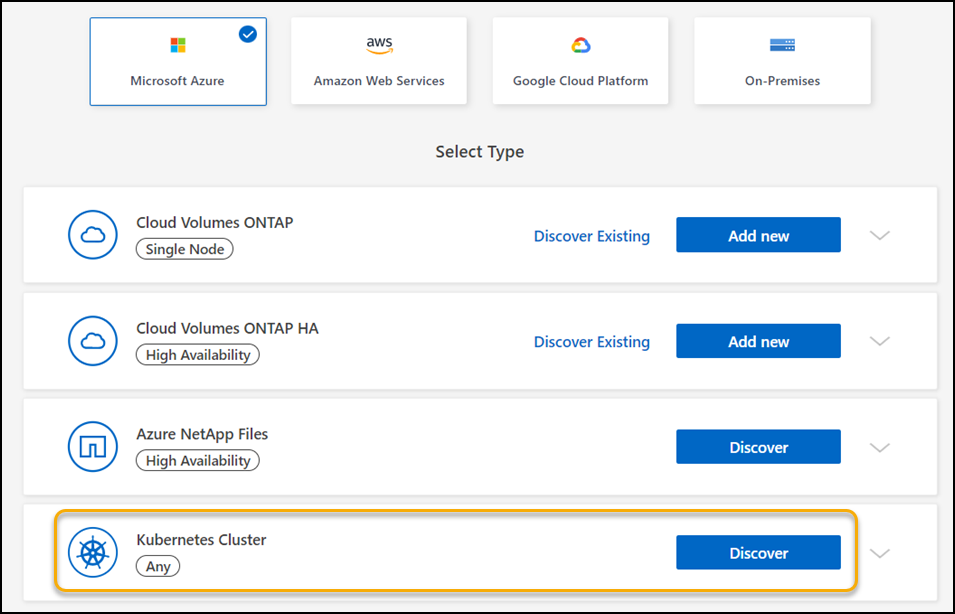 aws
Microsoft Azure
Amazon Web Services
Google Cloud Platform
On-Premises
Select Type
Cloud Volumes ONTAP
Single Node
Discover Existing
Add new
Cloud Volumes ONTAP HA
High Availability
Discover Existing
Add new
Azure NetApp Files
High Availability
Discover
Kubernetes Cluster
Any
Discover